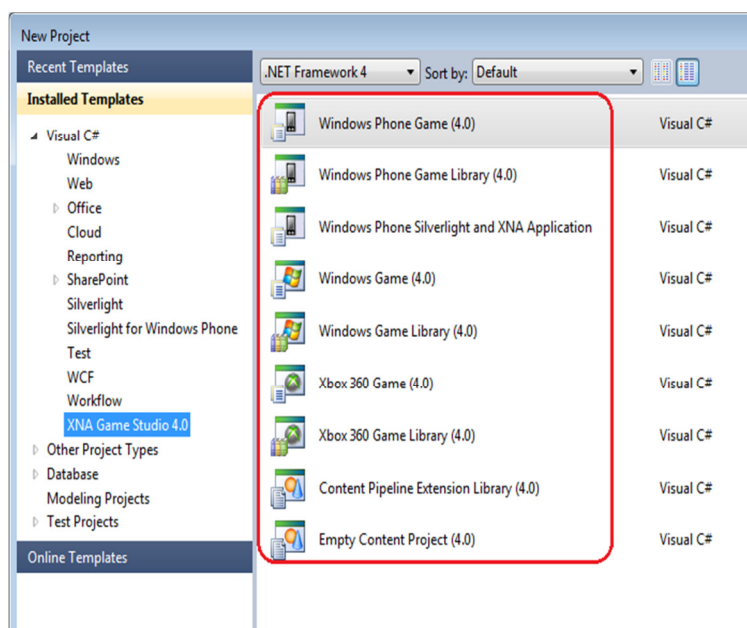 New Project
Recent Templates
Installed Templates
Visual C#
Windows
Web
Office
Cloud
Reporting
SharePoint
Silverlight
Silverlight for Windows Phone
Test
WCF
Workflow
XNA Game Studio 4.0
Other Project Types
Database
Modeling Projects
Test Projects
Online Templates
.NET Framework 4 Sort by: Default
Windows Phone Game (4.0) Visual C#
Windows Phone Game Library (4.0) Visual C#
Windows Phone Silverlight and XNA Application Visual C#
Windows Game (4.0) Visual C#
Windows Game Library (4.0) Visual C#
Xbox 360 Game (4.0) Visual C#
Xbox 360 Game Library (4.0) Visual C#
Content Pipeline Extension Library (4.0) Visual C#
Empty Content Project (4.0) Visual C#